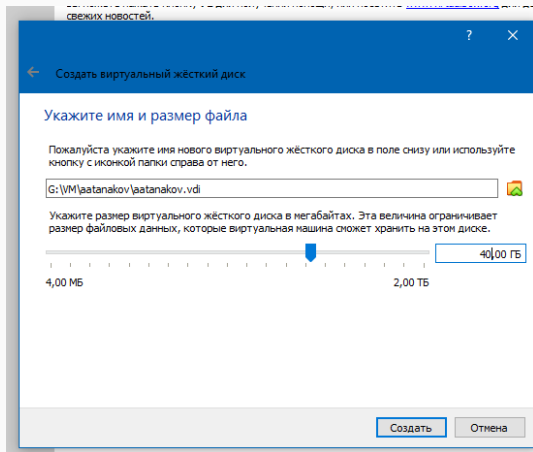 свежих новостей.
?
Создать виртуальный жёсткий диск
Укажите имя и размер файла
Пожалуйста укажите имя нового виртуального жёсткого диска в поле снизу или используйте
кнопку с иконкой папки справа от него.
G:\VM\aatanakov\aatanakov.vdi
Укажите размер виртуального жёсткого диска в мегабайтах. Эта величина ограничивает
размер файловых данных, которые виртуальная машина сможет хранить на этом диске.
40,00 ГБ
4,00 МБ 2,00 ТБ
Создать Отмена